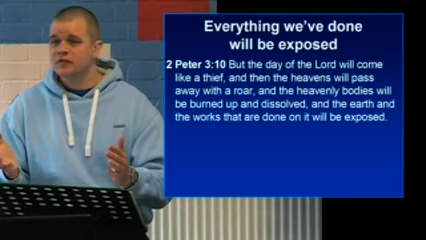 Everything we've done
will be exposed
2 Peter 3:10 But the day of the Lord will come
like a thief, and then the heavens will pass
away with a roar, and the heavenly bodies will
be burned up and dissolved, and the earth and
the works that are done on it will be exposed.